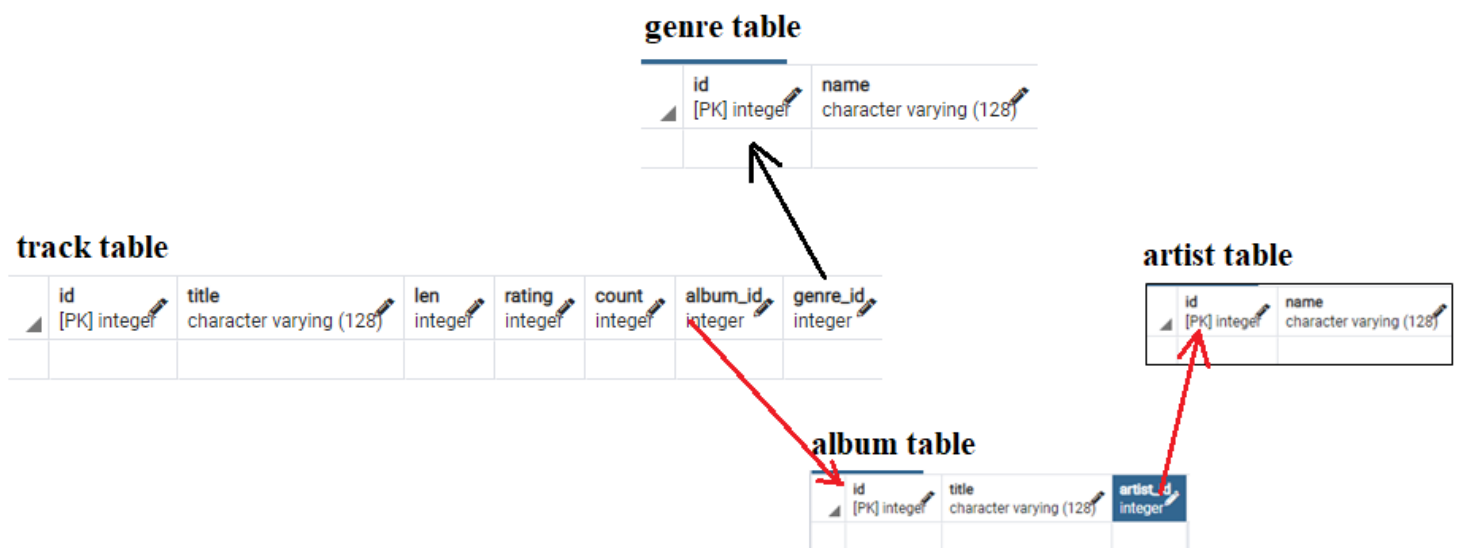 genre table
id name
[PK] integer character varying (128)
track table
id title len rating count album_id genre_id
[PK] integer character varying (128) integer integer integer integer integer
artist table
id name
[PK] integer character varying (128)
album table
id title artist_id
[PK] integer character varying (128) integer